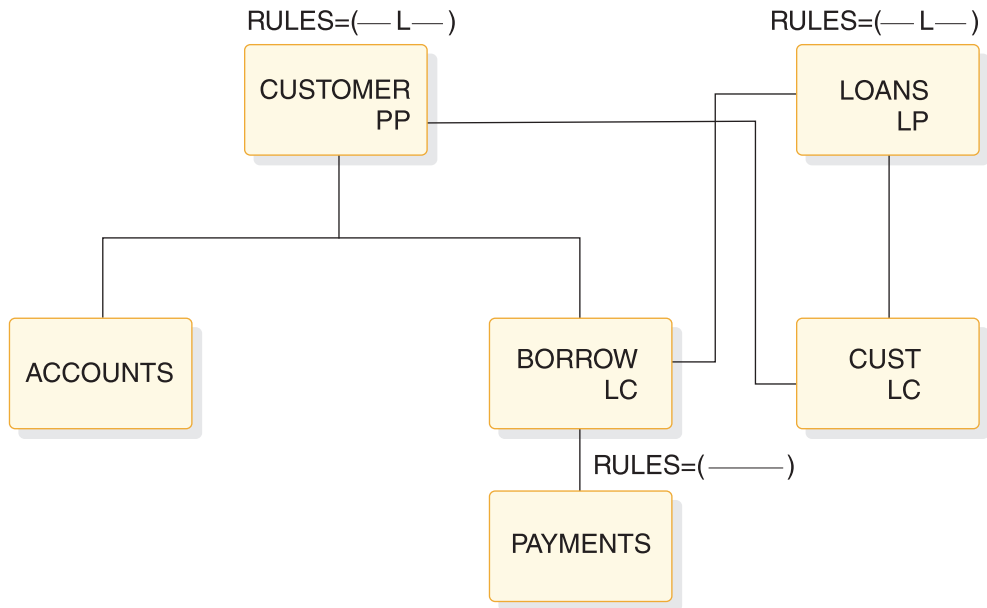 RULES=( — L — )
RULES=( — L — )
CUSTOMER
PP
LOANS
LP
ACCOUNTS
BORROW
LC
CUST
LC
RULES=( — )
PAYMENTS